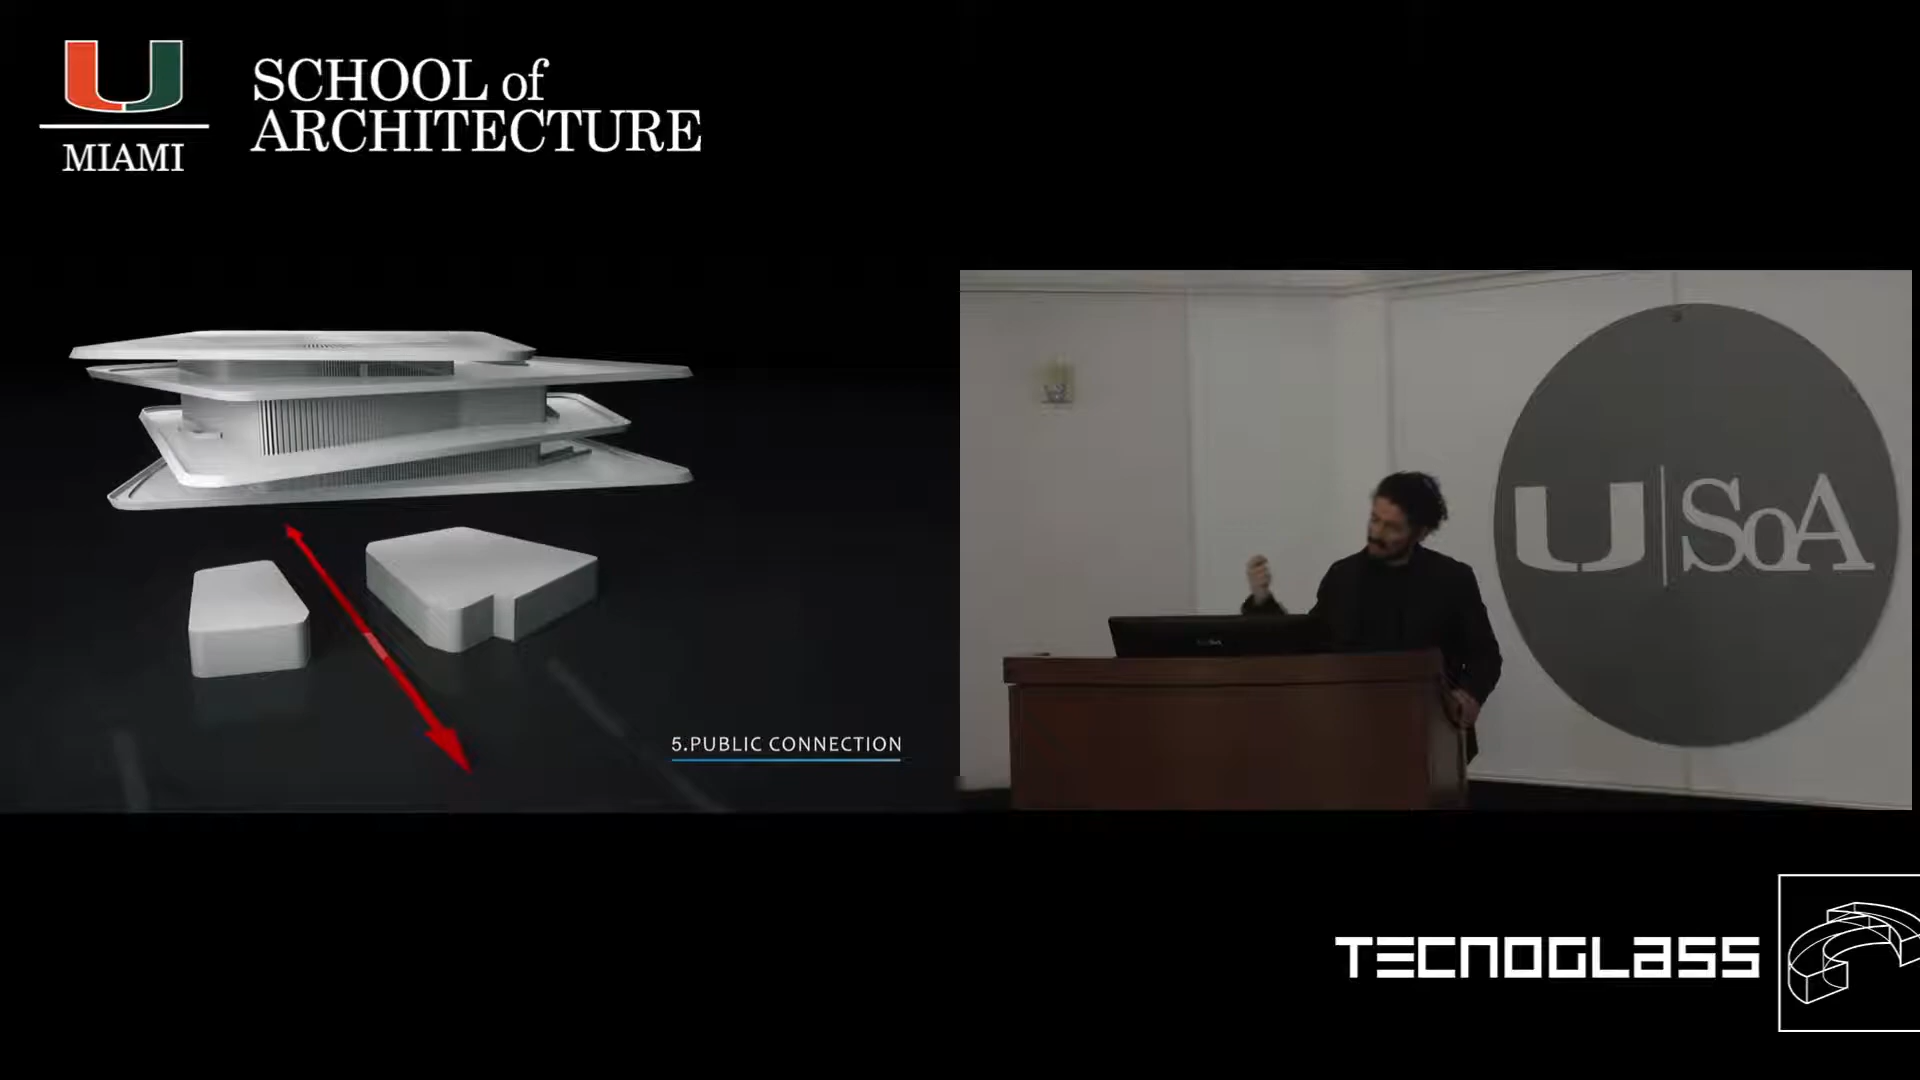 MIAMI
SCHOOL of
ARCHITECTURE
5.PUBLIC CONNECTION
U SoA
TECNOGLASS